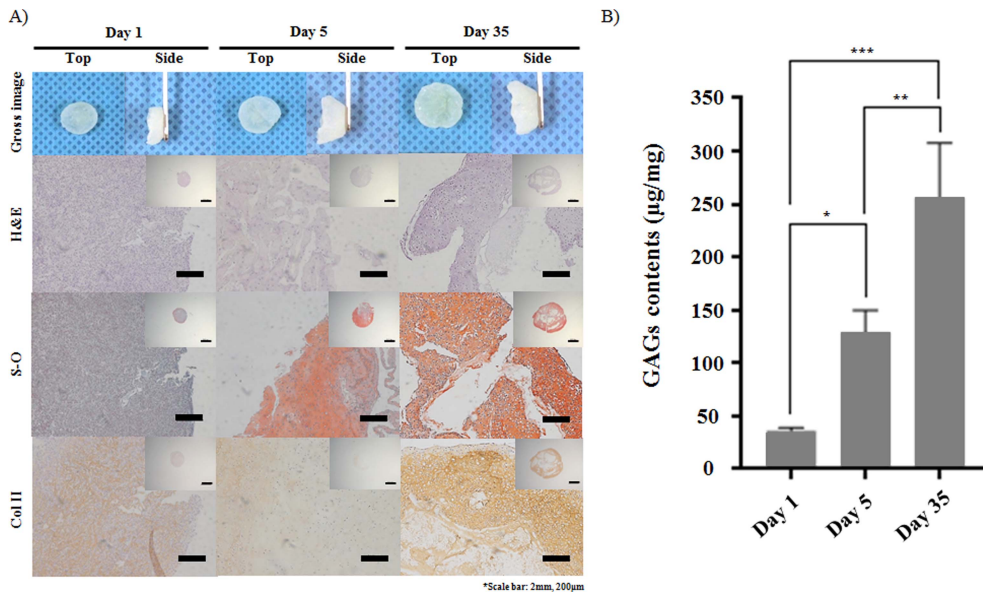 A)
Day 1 Day 5 Day 35
Top Side Top Side Top Side
Gross image
H&E
S-O
Col II
*Scale bar: 2mm, 200μm
B)
***
**
*
GAGs contents (μg/mg)
350
300
250
200
150
100
50
0
Day 1
Day 5
Day 35